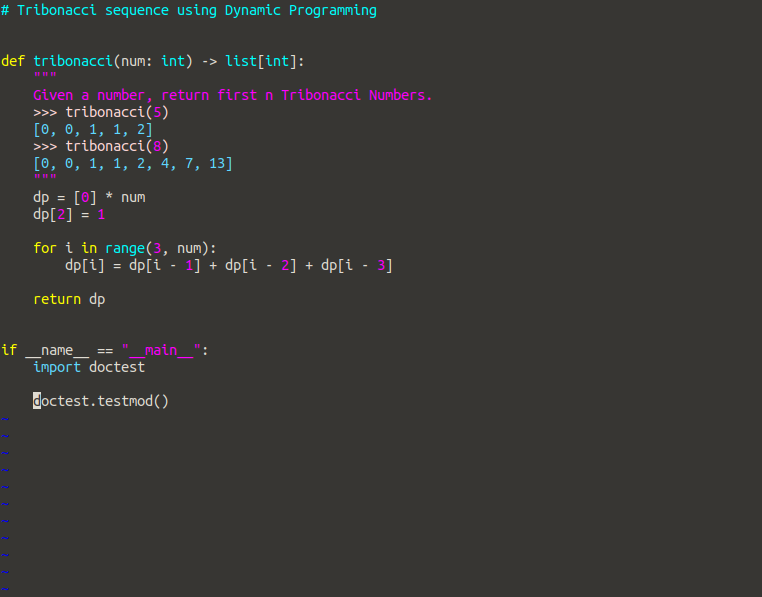 # Tribonacci sequence using Dynamic Programming
def tribonacci(num: int) -> list[int]:
    """
    Given a number, return first n Tribonacci Numbers.
    >>> tribonacci(5)
    [0, 0, 1, 1, 2]
    >>> tribonacci(8)
    [0, 0, 1, 1, 2, 4, 7, 13]
    """
    dp = [0] * num
    dp[2] = 1
    for i in range(3, num):
        dp[i] = dp[i - 1] + dp[i - 2] + dp[i - 3]
    return dp
if __name__ == "__main__":
    import doctest
    doctest.testmod()
~
~
~
~
~
~
~
~
~
~
~